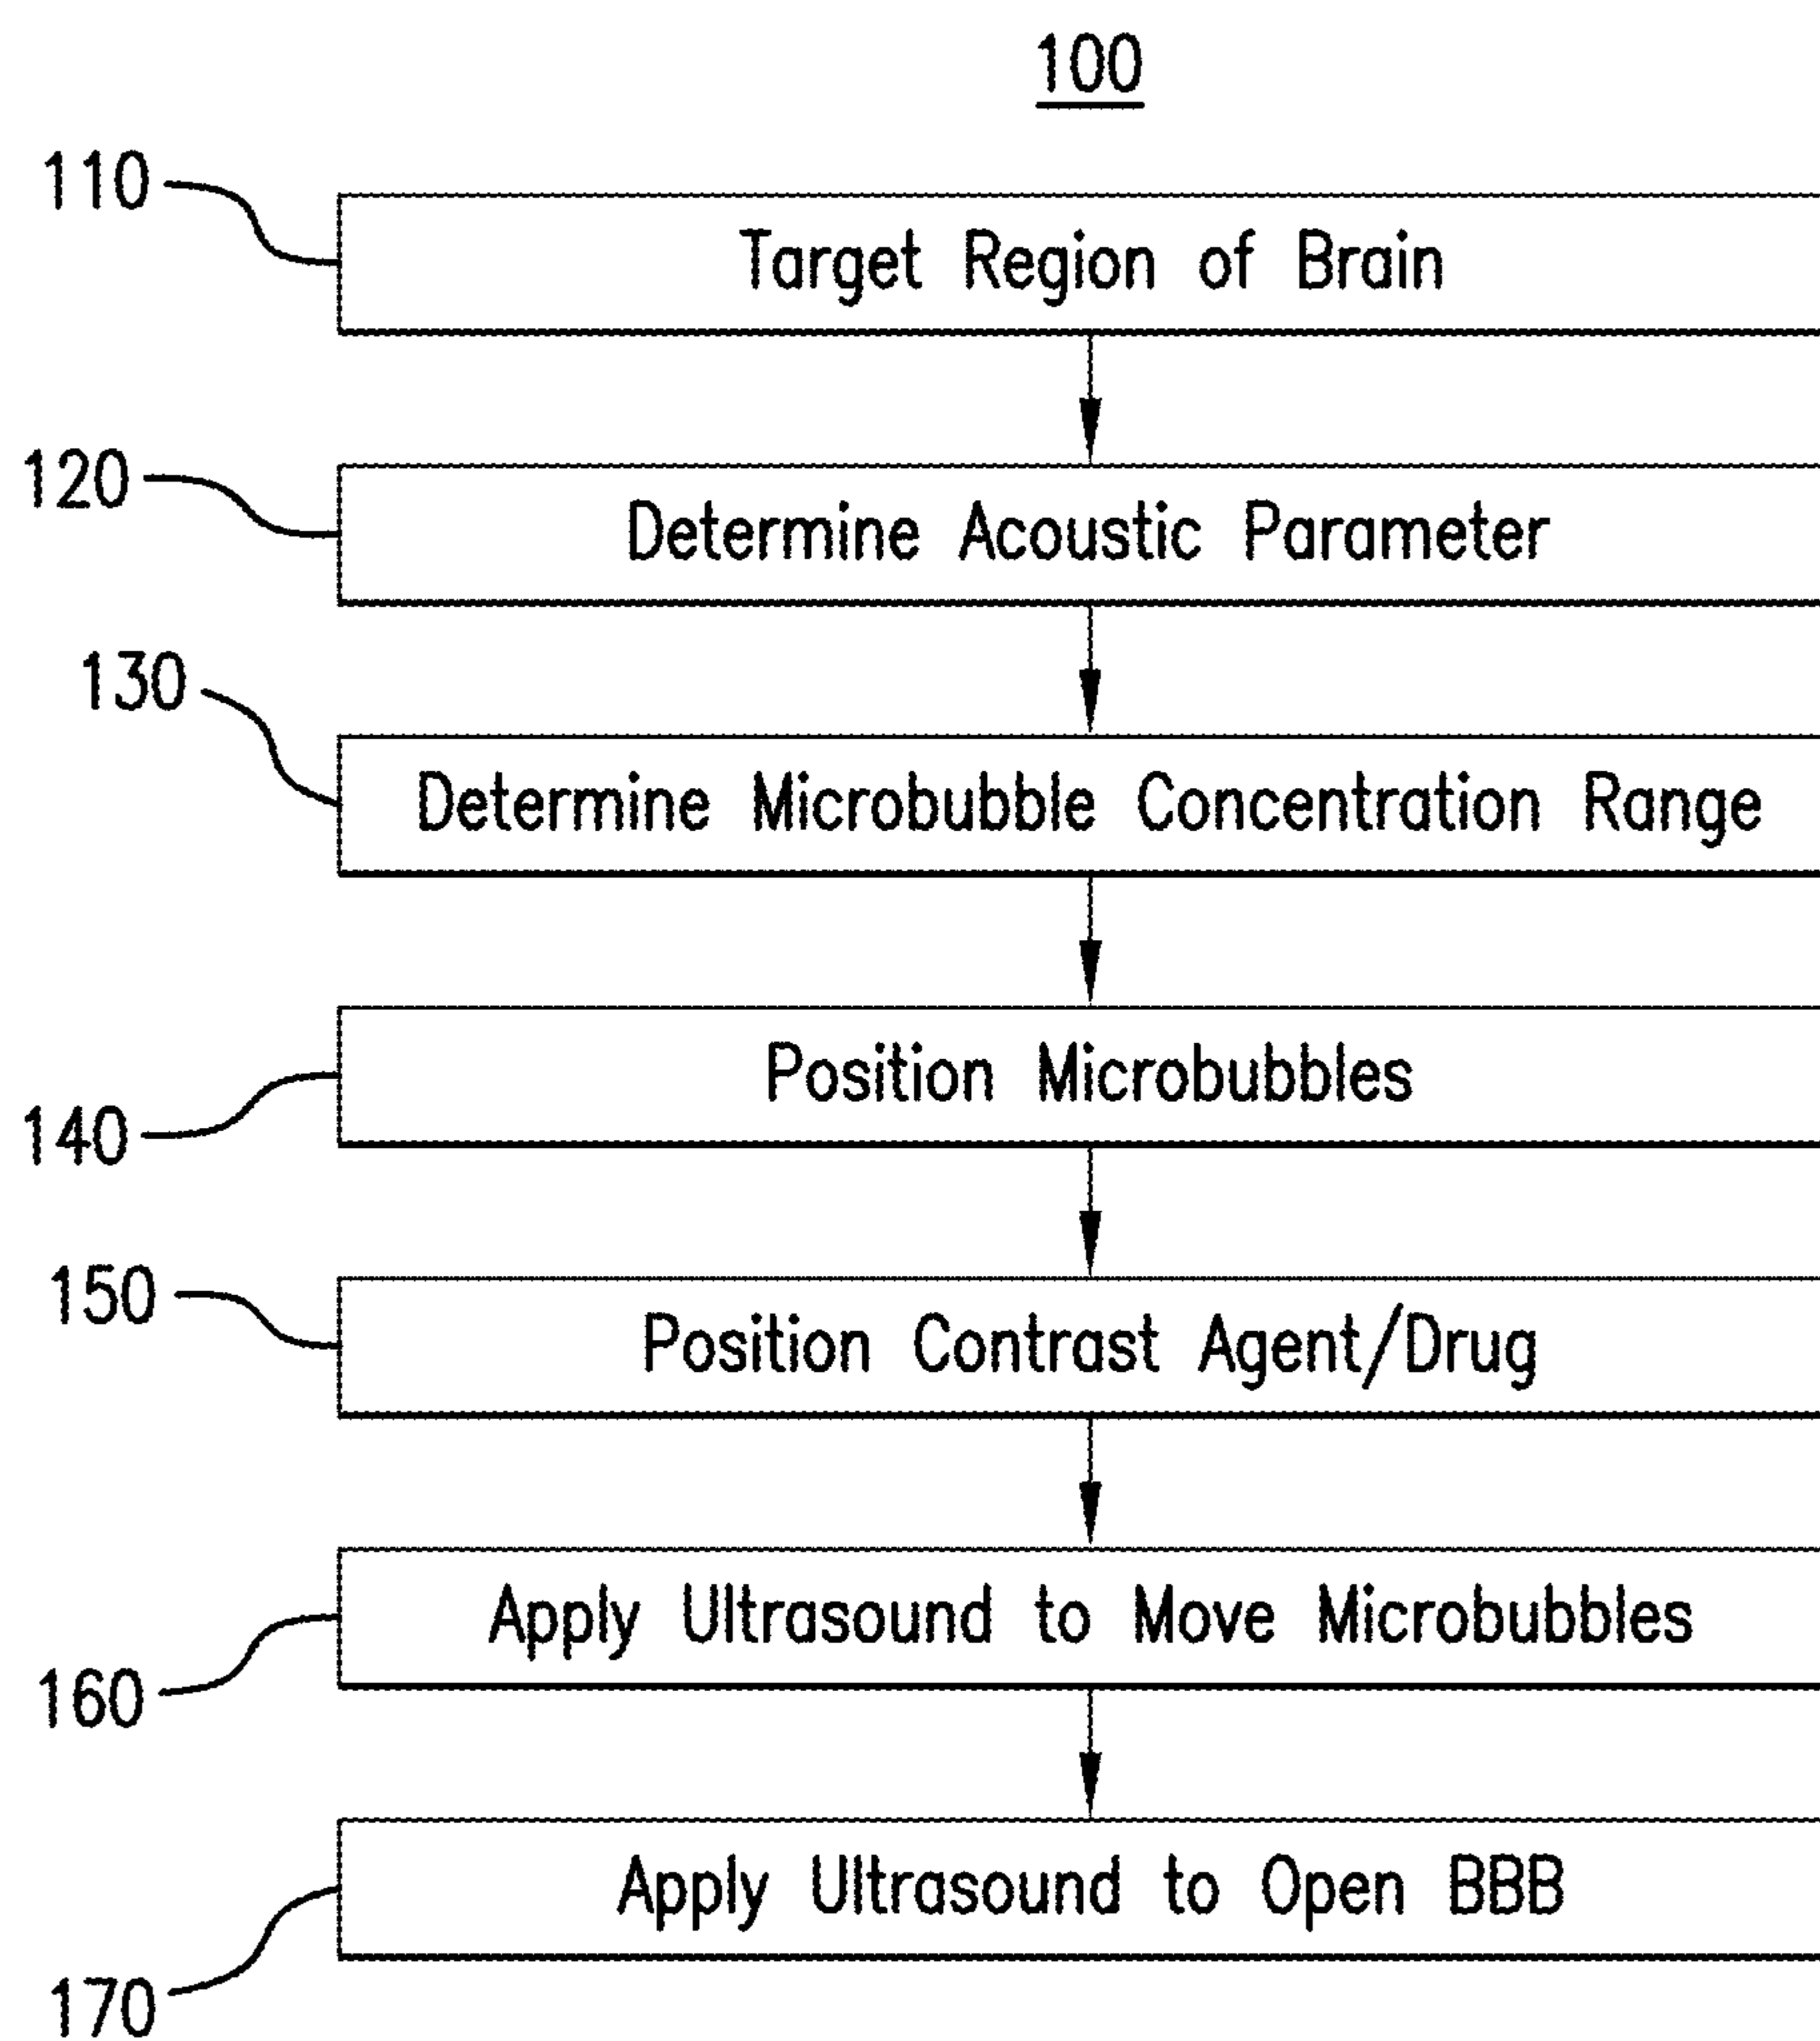 100
110
Target Region of Brain
120
Determine Acoustic Parameter
130
Determine Microbubble Concentration Range
Position Microbubbles
140
150
Position Contrast Agent/Drug
Apply Ultrasound to Move Microbubbles
160
Apply Ultrasound to Open BBB
170